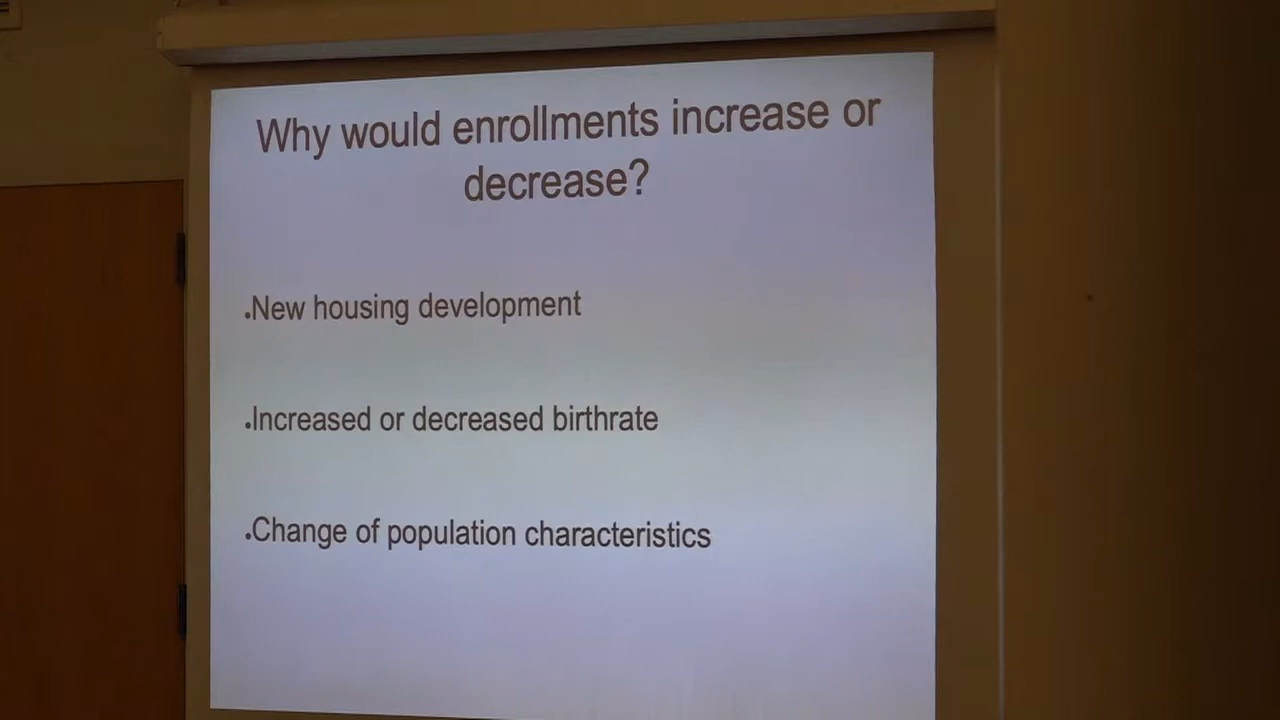 Why would enrollments increase or
decrease?
.New housing development
.Increased or decreased birthrate
.Change of population characteristics